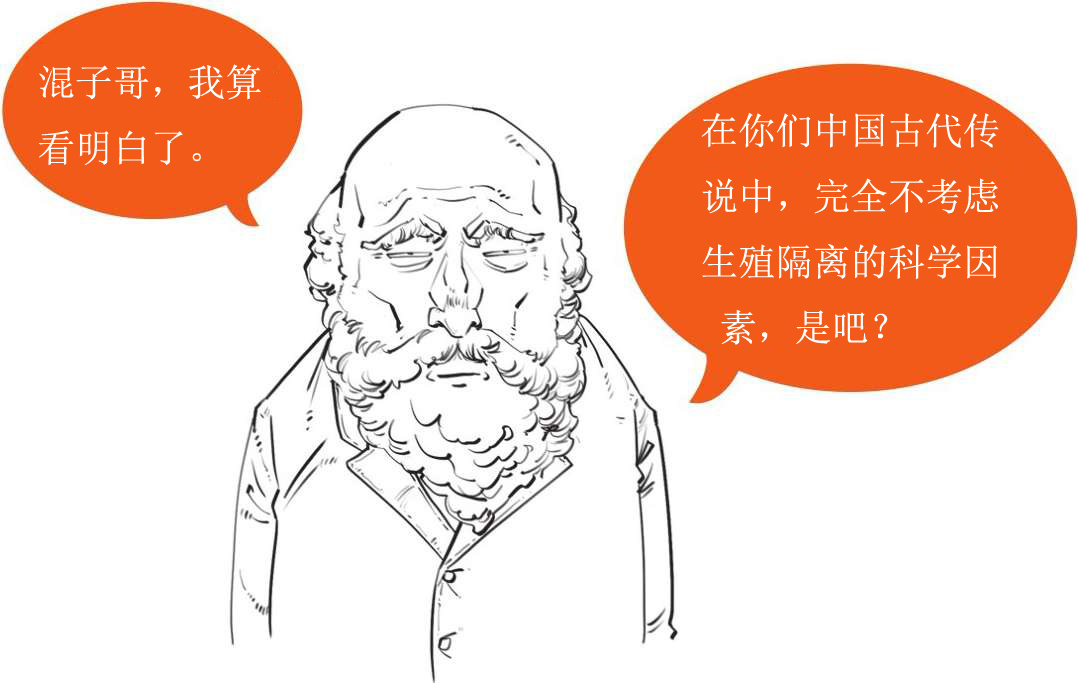 混子哥，我算
看明白了。
在你们中国古代传
说中，完全不考虑
生殖隔离的科学因
素，是吧？